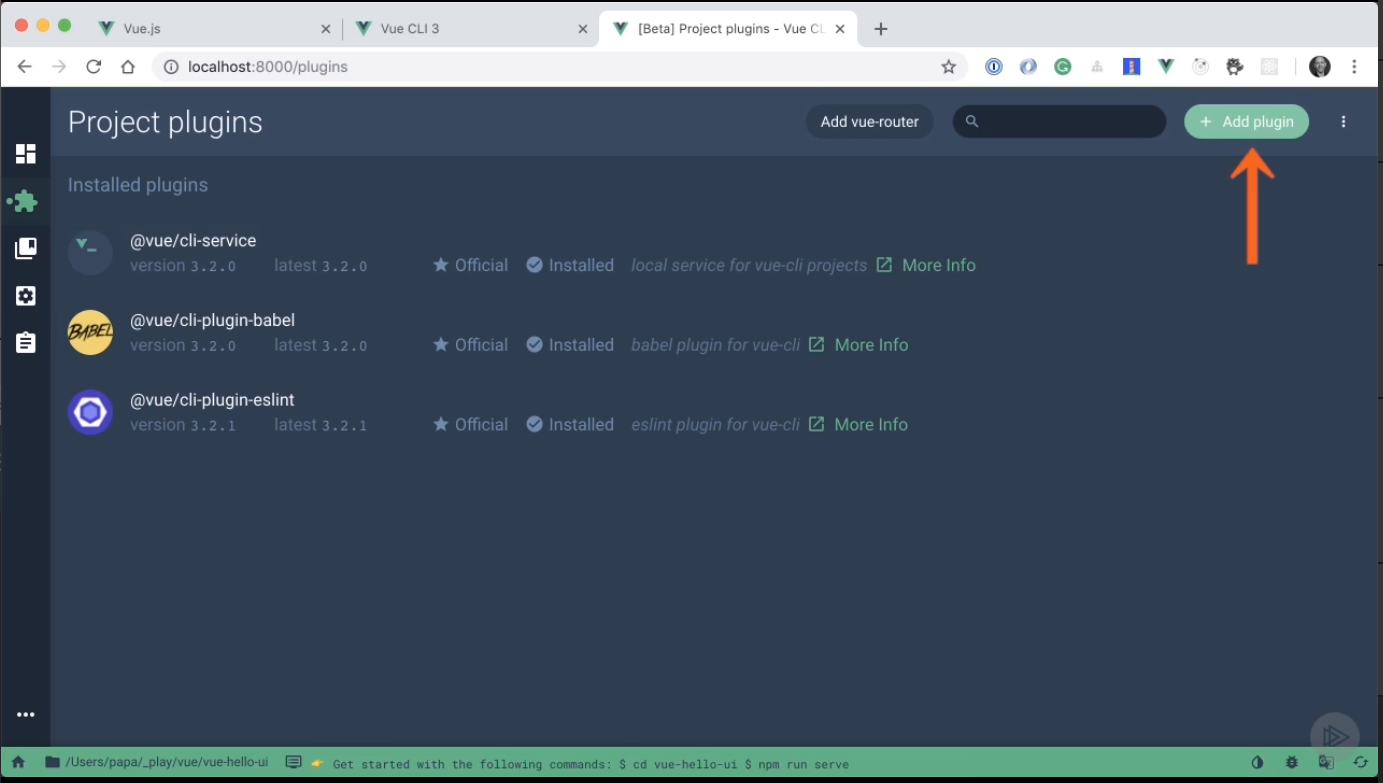 Vue.js
Vue CLI 3
[Beta] Project plugins - Vue CL
localhost:8000/plugins
Project plugins
Add vue-router
+ Add plugin
Installed plugins
@vue/cli-service
version 3.2.0 latest 3.2.0 Official Installed local service for vue-cli projects More Info
BABEL
@vue/cli-plugin-babel
version 3.2.0 latest 3.2.0 Official Installed babel plugin for vue-cli More Info
@vue/cli-plugin-eslint
version 3.2.1 latest 3.2.1 Official Installed eslint plugin for vue-cli More Info
/Users/papa/_play/vue/vue-hello-ui Get started with the following commands: $ cd vue-hello-ui $ npm run serve